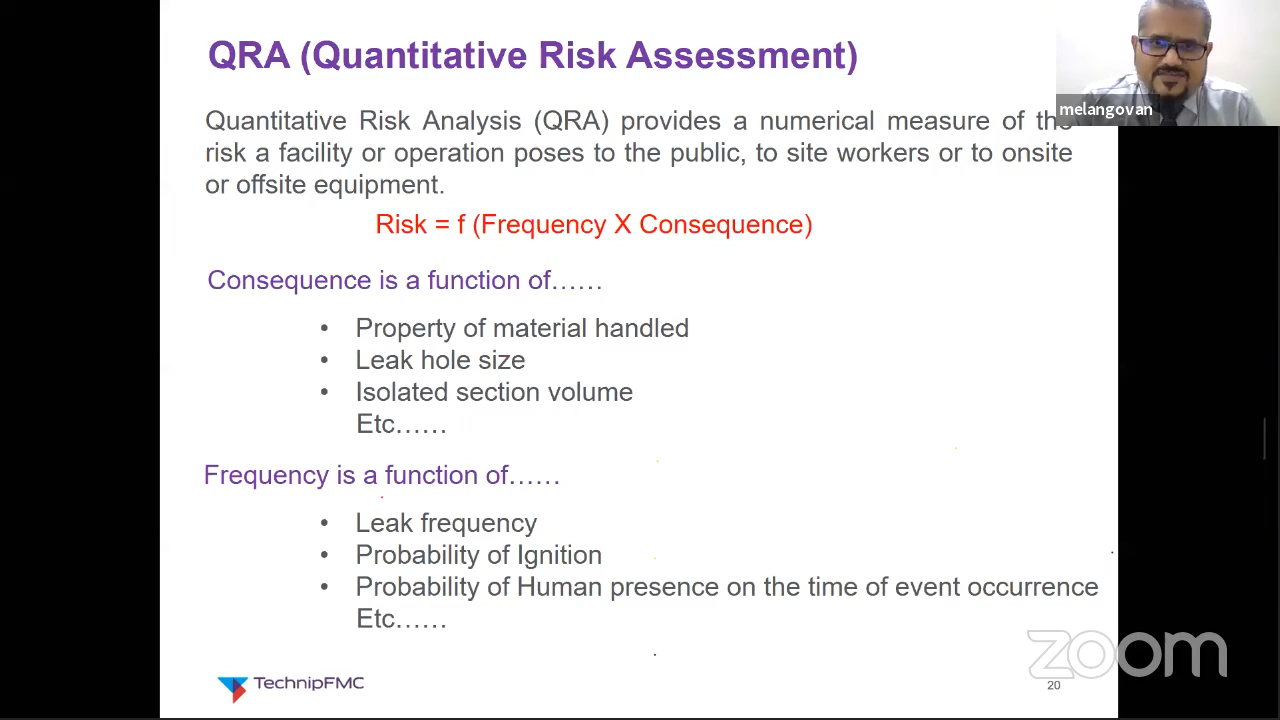 QRA (Quantitative Risk Assessment)
melangovan
Quantitative Risk Analysis (QRA) provides a numerical measure of the
risk a facility or operation poses to the public, to site workers or to onsite
or offsite equipment.
Risk = f (Frequency X Consequence)
Consequence is a function of……
• Property of material handled
• Leak hole size
• Isolated section volume
Etc……
Frequency is a function of……
• Leak frequency
• Probability of Ignition
• Probability of Human presence on the time of event occurrence
Etc……
zoom
TechnipFMC
20